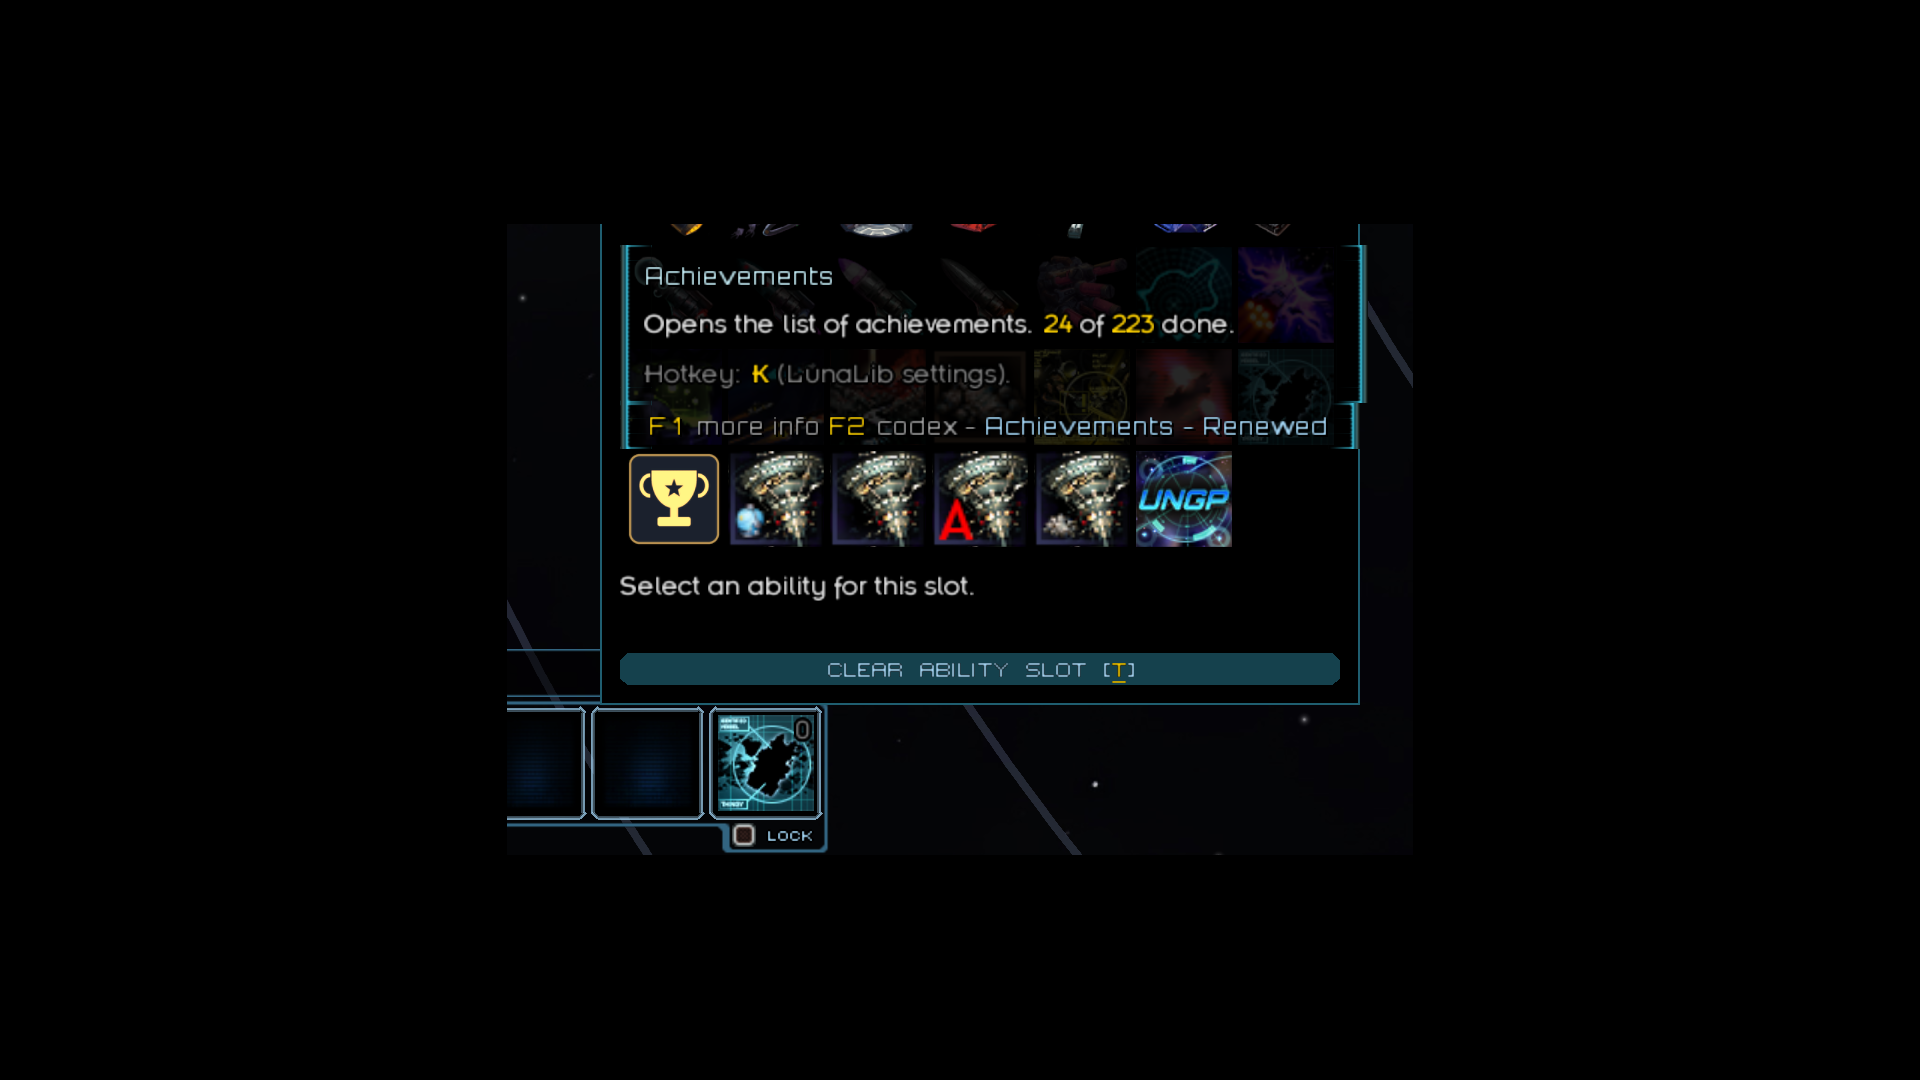 Achievements
Opens the list of achievements. 24 of 223 done.
Hotkey: K (LunaLib settings).
F1 more info F2 codex - Achievements - Renewed
A
UNGP
Select an ability for this slot.
CLEAR ABILITY SLOT [T]
0
LOCK